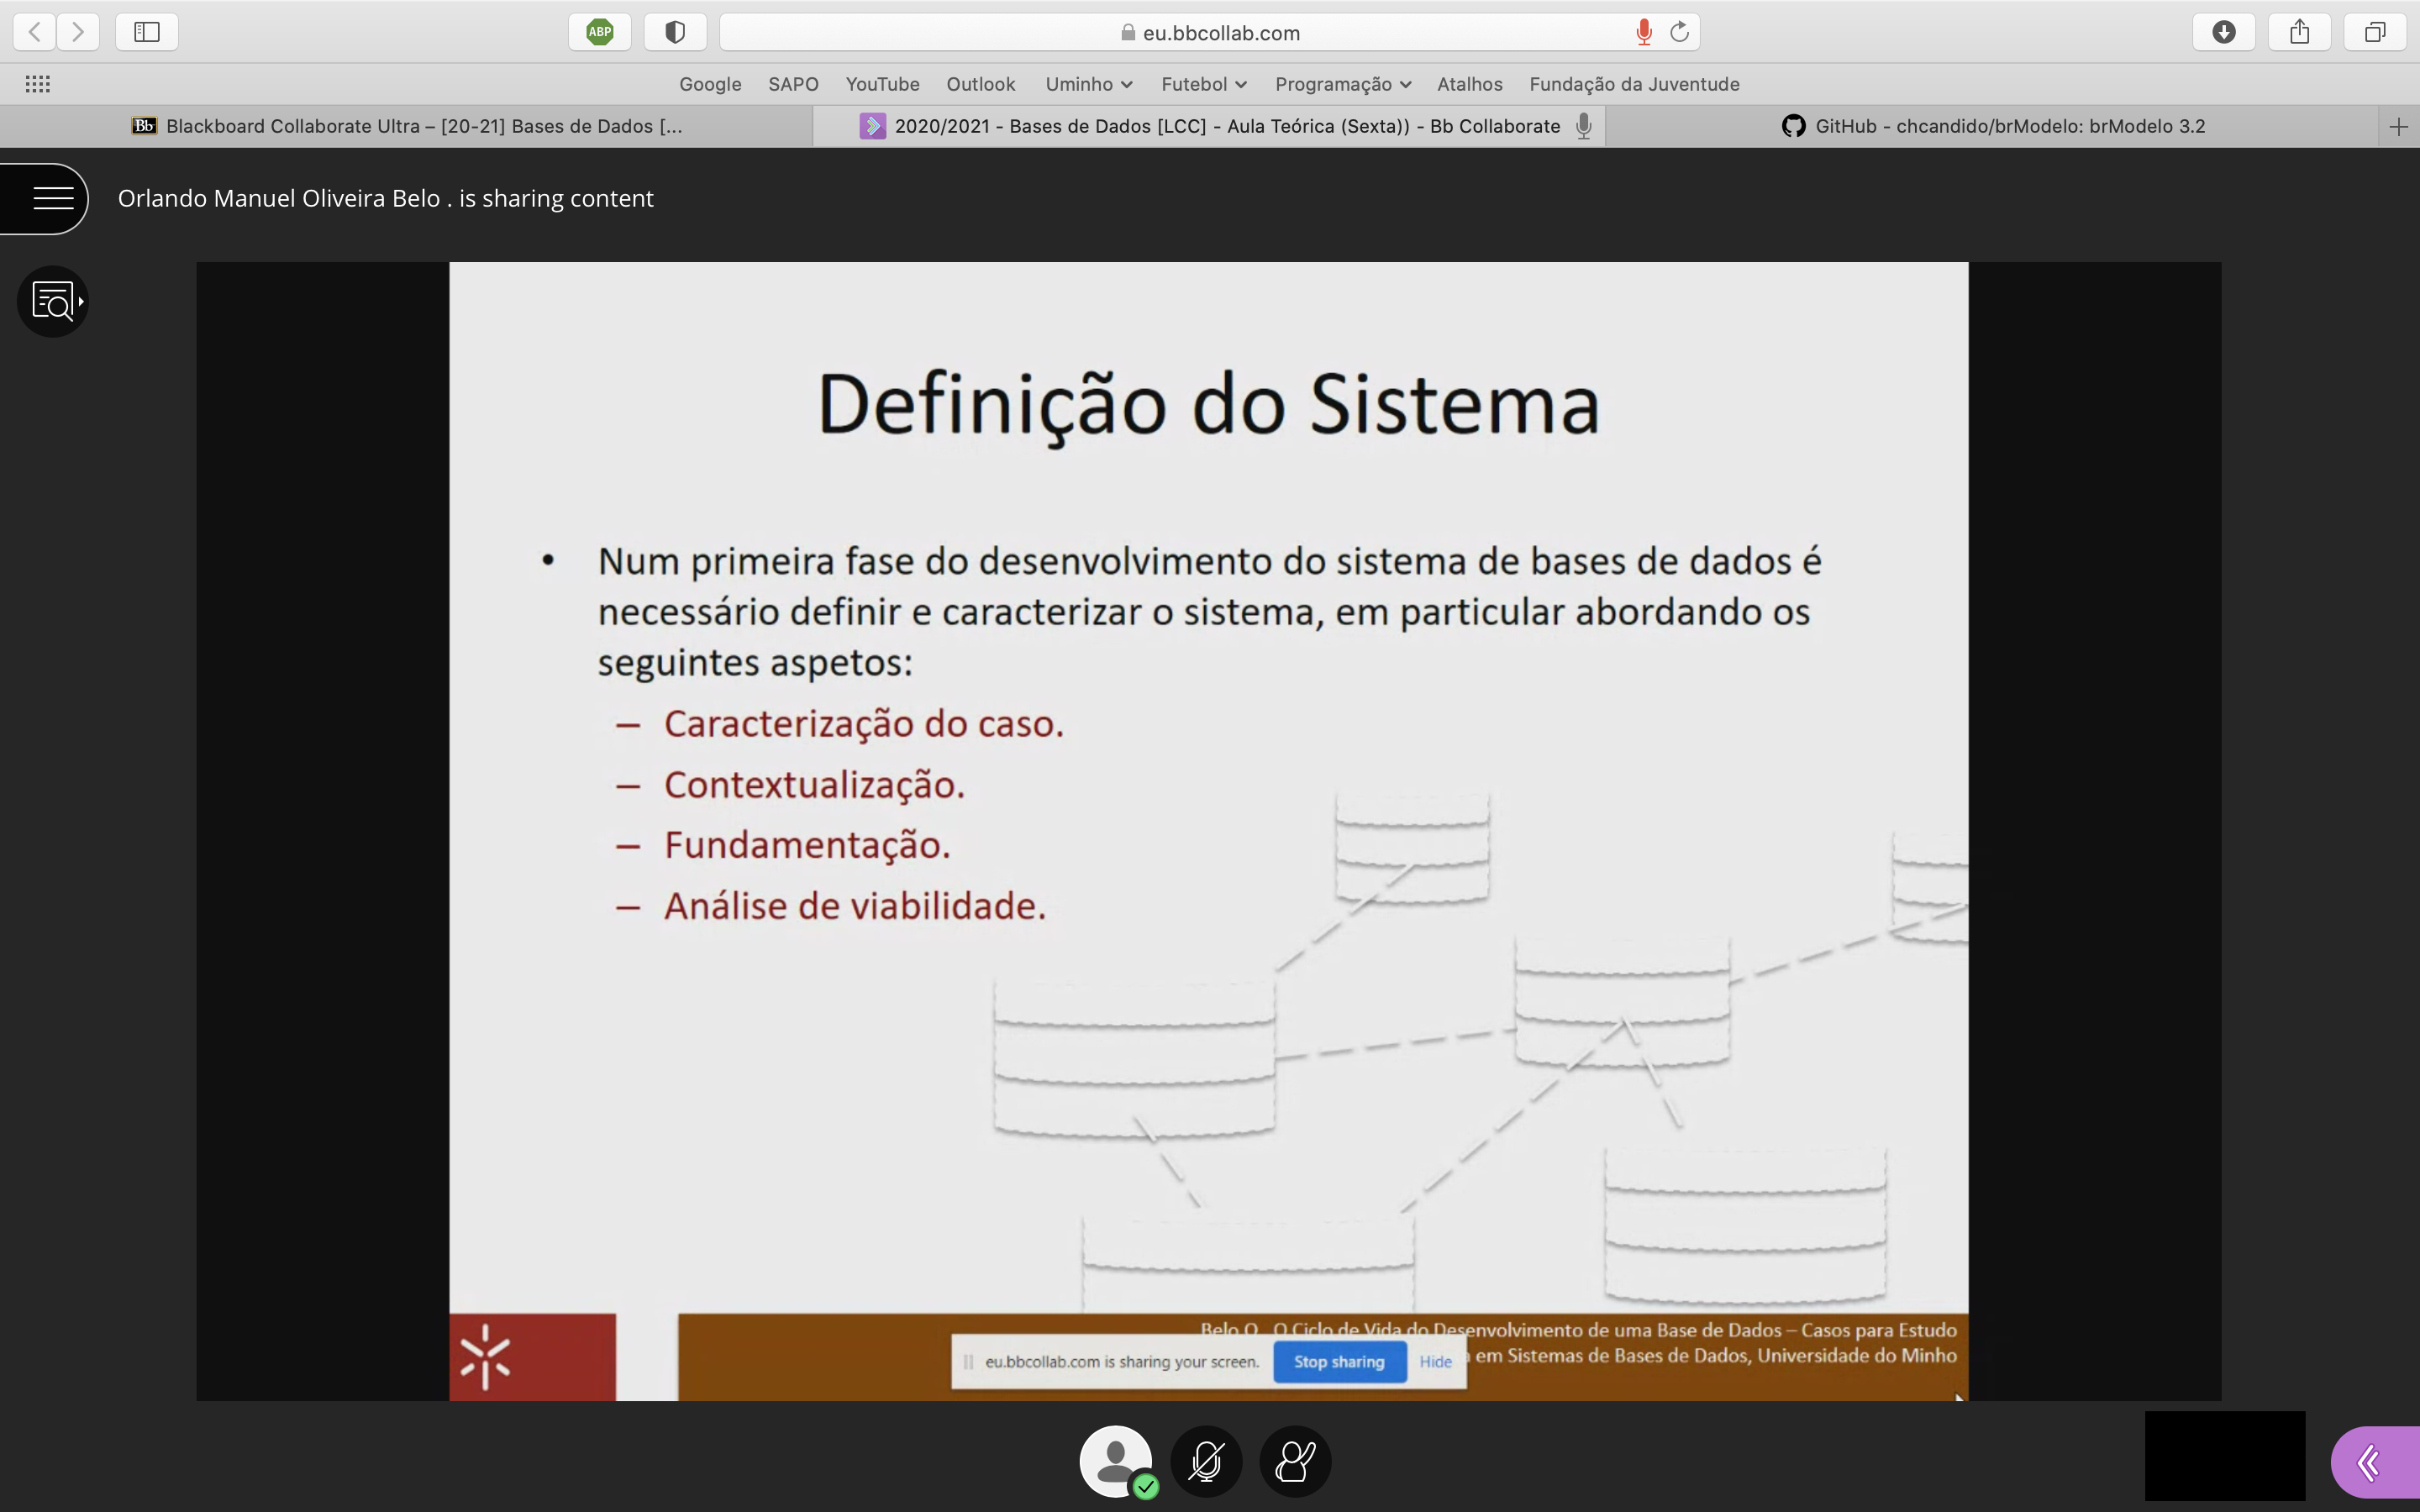 ABP
eu.bbcollab.com
Google SAPO YouTube Outlook Uminho Futebol Programação Atalhos Fundação da Juventude
Bb Blackboard Collaborate Ultra – [20-21] Bases de Dados [...
2020/2021 - Bases de Dados [LCC] - Aula Teórica (Sexta)) - Bb Collaborate
GitHub - chcandido/brModelo: brModelo 3.2
Orlando Manuel Oliveira Belo . is sharing content
Definição do Sistema
• Num primeira fase do desenvolvimento do sistema de bases de dados é
necessário definir e caracterizar o sistema, em particular abordando os
seguintes aspetos:
– Caracterização do caso.
– Contextualização.
– Fundamentação.
– Análise de viabilidade.
Belo O., O Ciclo de Vida do Desenvolvimento de uma Base de Dados – Casos para Estudo
em Sistemas de Bases de Dados, Universidade do Minho
eu.bbcollab.com is sharing your screen. Stop sharing Hide